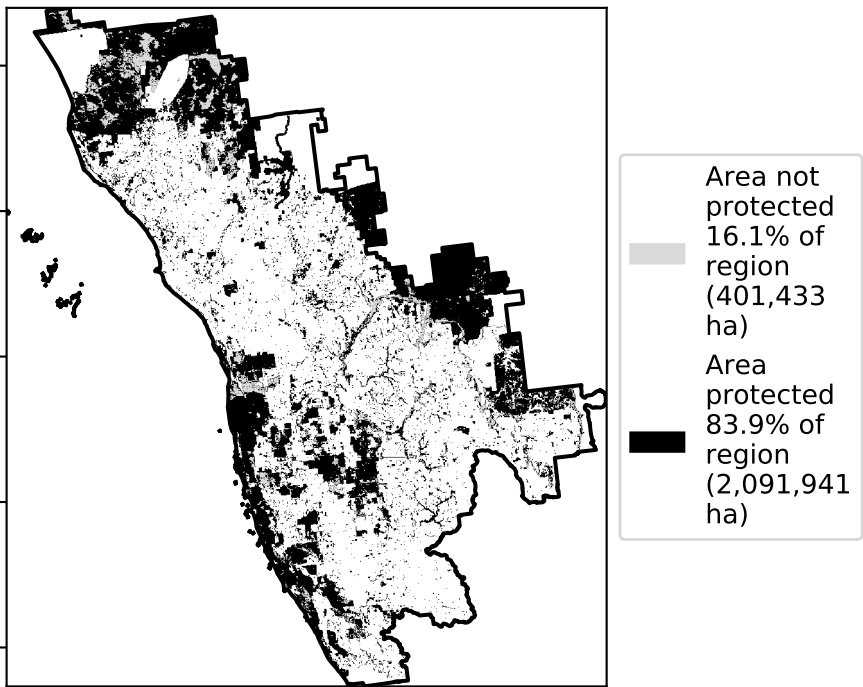 Area not
protected
16.1% of
region
(401,433
ha)
Area
protected
83.9% of
region
(2,091,941
ha)